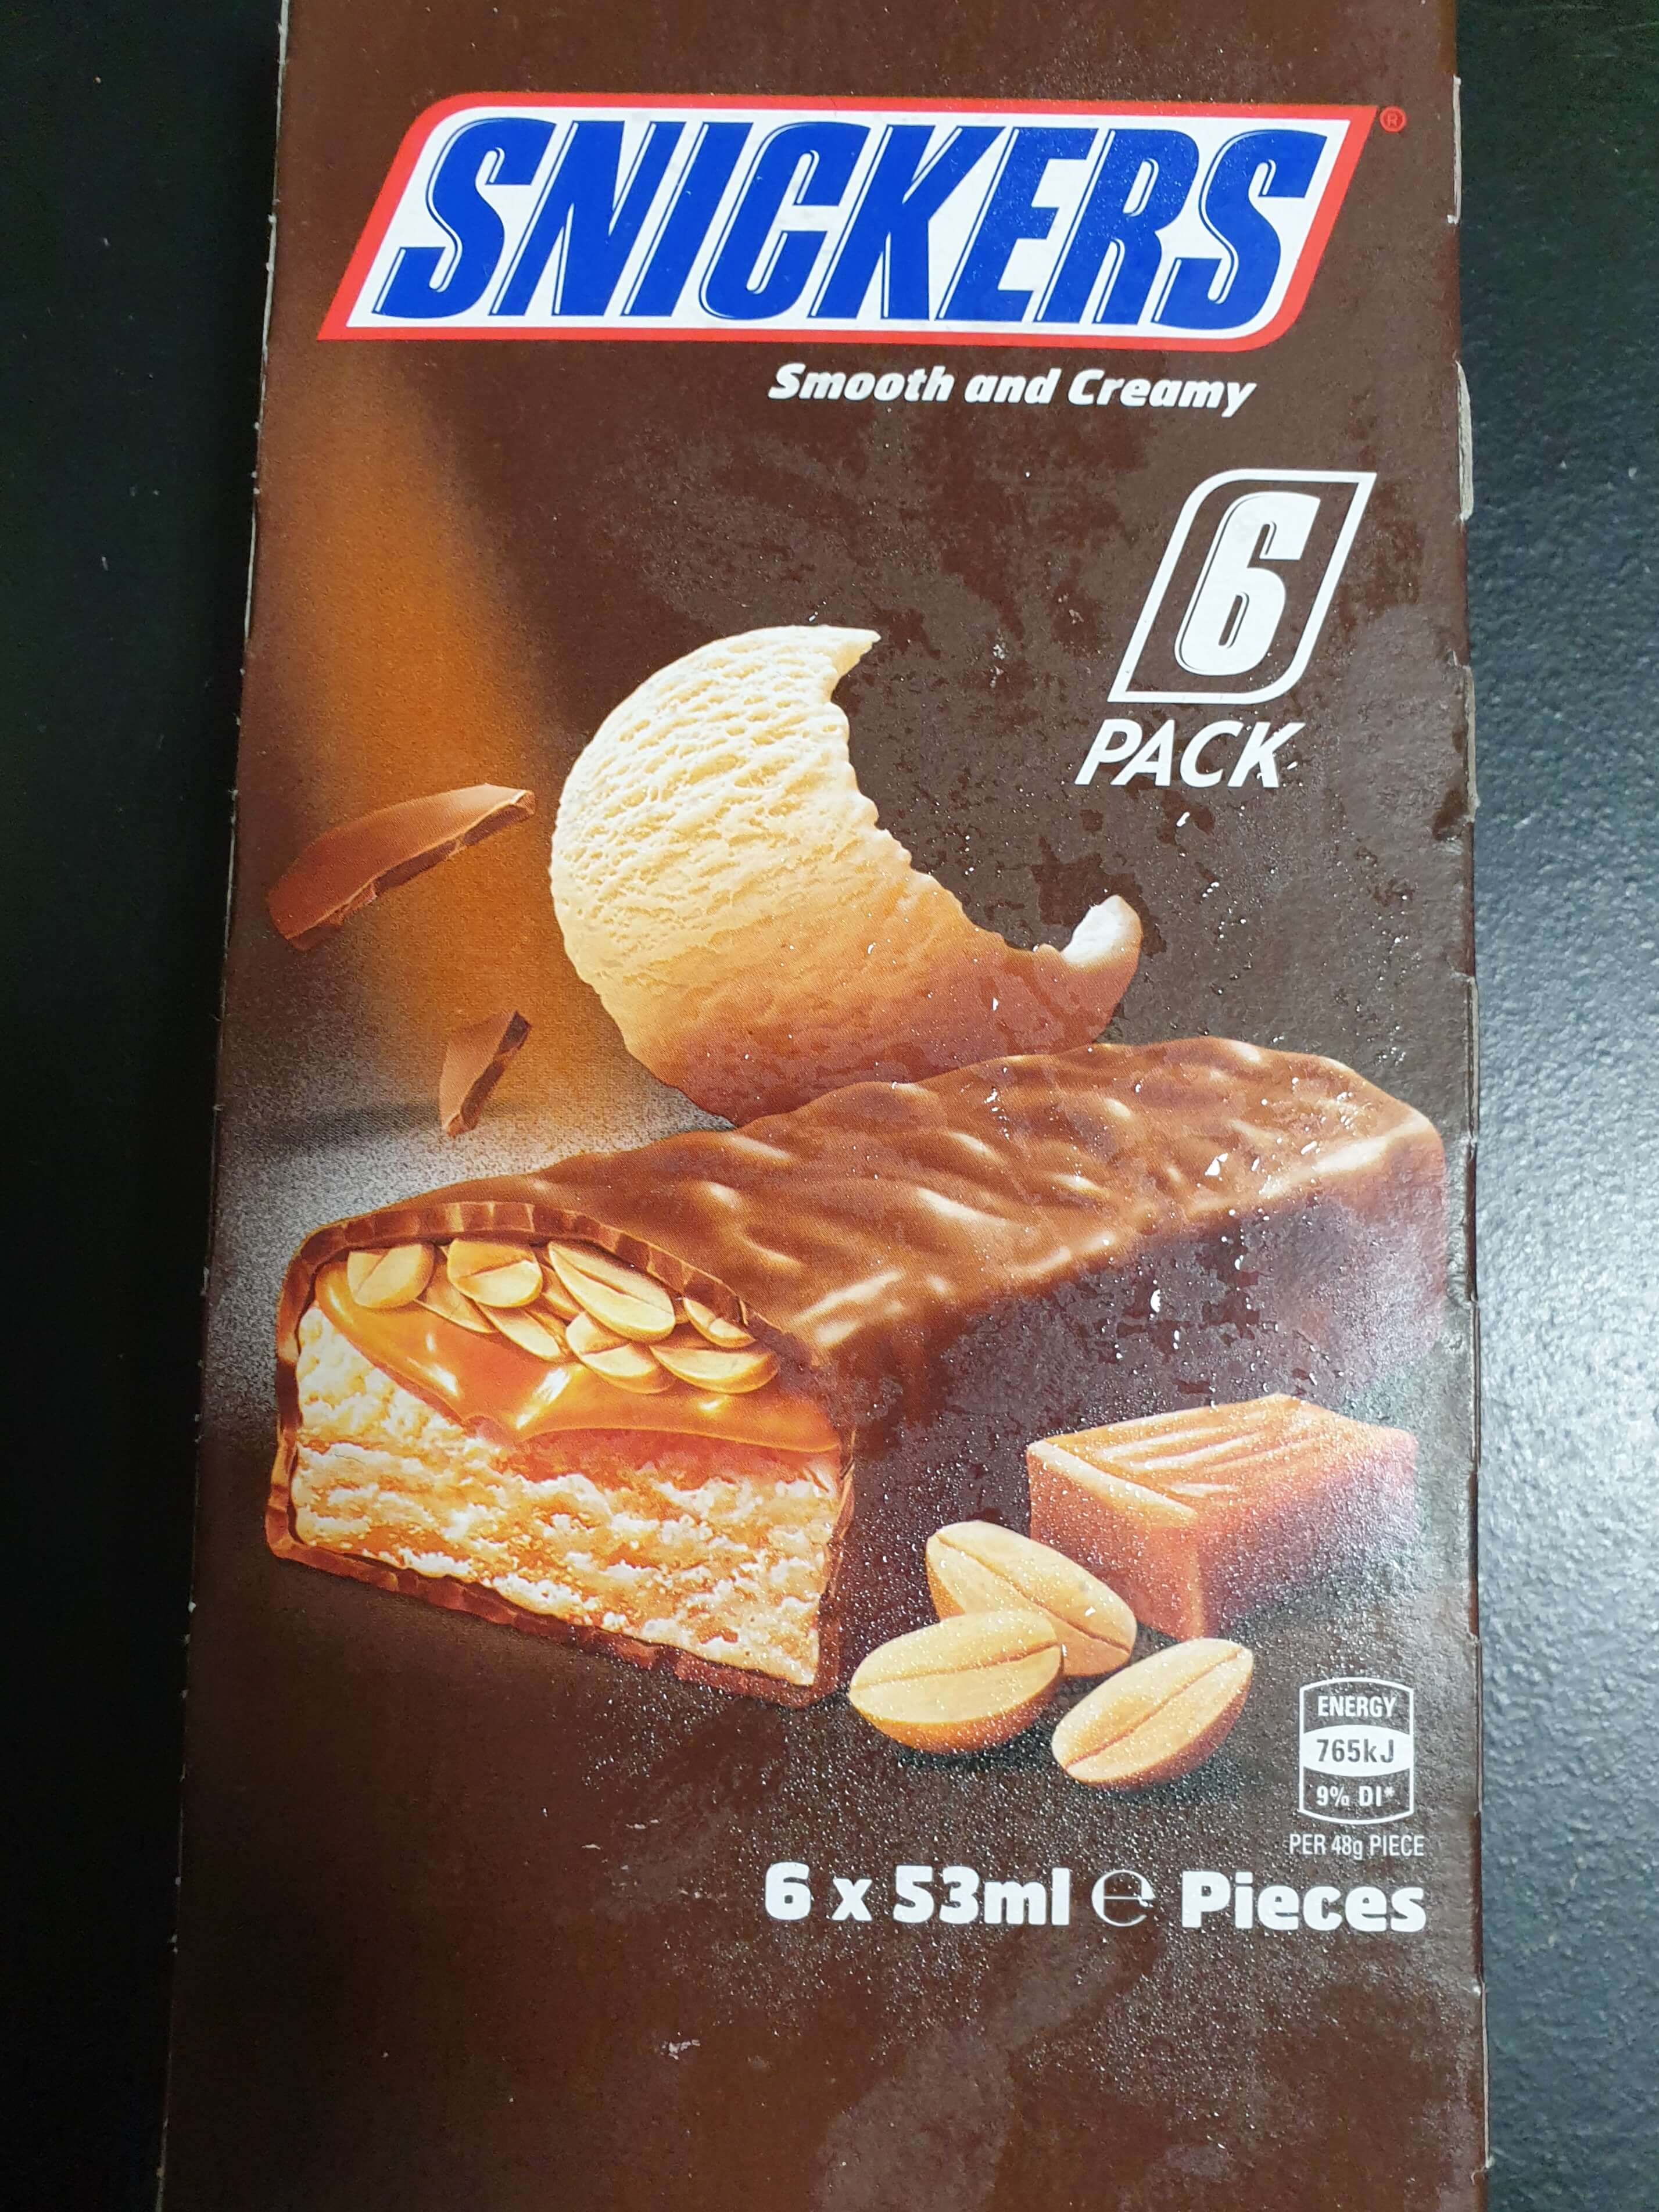 SNICKERS®
Smooth and Creamy
6
PACK
ENERGY
765kJ
9% DI*
PER 48g PIECE
6 x 53ml ℮ Pieces